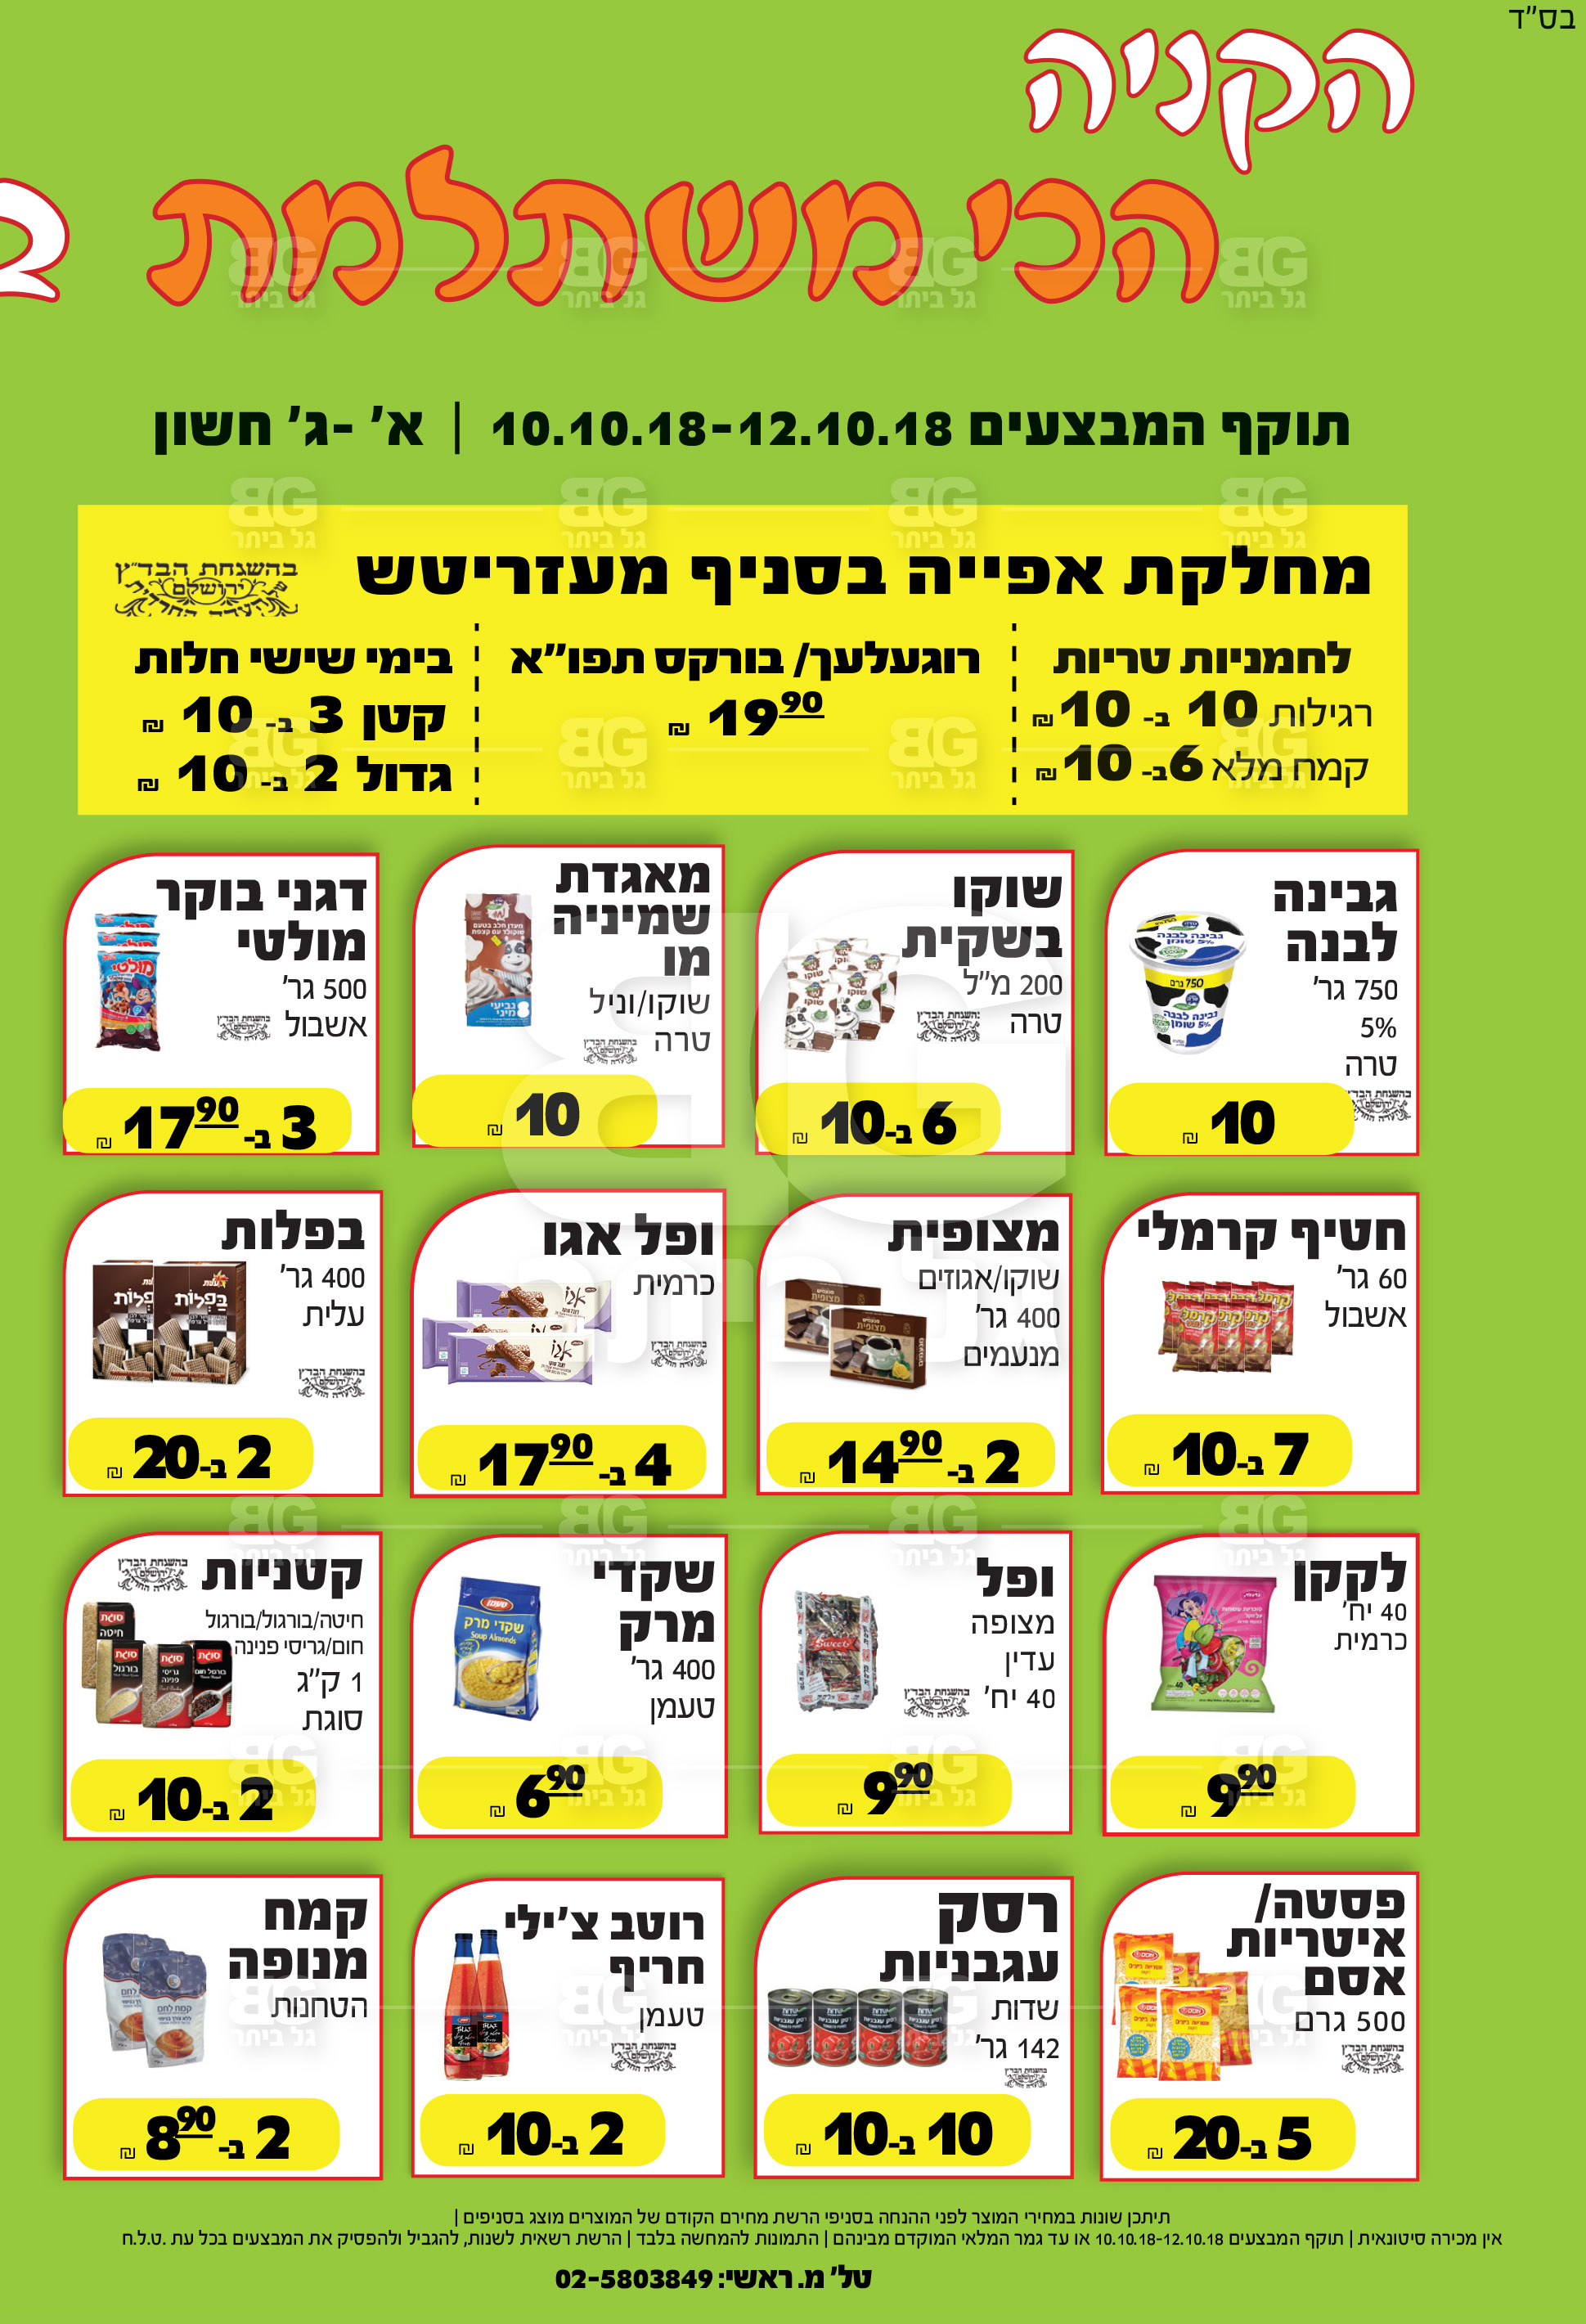 בס"ד
הקניה
הכי משתלמת ב
תוקף המבצעים 10.10.18-12.10.18 | א' -ג' חשון
מחלקת אפייה בסניף מעזריטש
בהשגחת הבד"ץ
ירושלם
לחמניות טריות
רגילות 10 ב- 10 ₪
קמח מלא 6 ב- 10 ₪
רוגעלעך/ בורקס תפו"א
19.90 ₪
בימי שישי חלות
קטן 3 ב- 10 ₪
גדול 2 ב- 10 ₪
גבינה
לבנה
750 גר'
5%
טרה
10 ₪
שוקו
בשקית
200 מ"ל
טרה
6 ב-10 ₪
מאגדת
שמיניה
מו
שוקו/וניל
טרה
10 ₪
דגני בוקר
מולטי
500 גר'
אשבול
3 ב- 17.90 ₪
חטיף קרמלי
60 גר'
אשבול
7 ב-10 ₪
מצופית
שוקו/אגוזים
400 גר'
מנעמים
2 ב- 14.90 ₪
ופל אגו
כרמית
4 ב- 17.90 ₪
בפלות
400 גר'
עלית
2 ב-20 ₪
לקקן
40 יח'
כרמית
9.90 ₪
ופל
מצופה
עדין
40 יח'
9.90 ₪
שקדי
מרק
400 גר'
טעמן
6.90 ₪
קטניות
חיטה/בורגול/בורגול
חום/גריסי פנינה
1 ק"ג
סוגת
2 ב-10 ₪
פסטה/
איטריות
אסם
500 גרם
5 ב-20 ₪
רסק
עגבניות
שדות
142 גר'
10 ב-10 ₪
רוטב צ'ילי
חריף
טעמן
2 ב-10 ₪
קמח
מנופה
הטחנות
2 ב- 8.90 ₪
תיתכן שונות במחירי המוצר לפני ההנחה בסניפי הרשת מחירם הקודם של המוצרים מוצג בסניפים |
אין מכירה סיטונאית | תוקף המבצעים 10.10.18-12.10.18 או עד גמר המלאי המוקדם מבינהם | התמונות להמחשה בלבד | הרשת רשאית לשנות, להגביל ולהפסיק את המבצעים בכל עת .ט.ל.ח
טל' מ. ראשי: 02-5803849
BG
גל ביתר